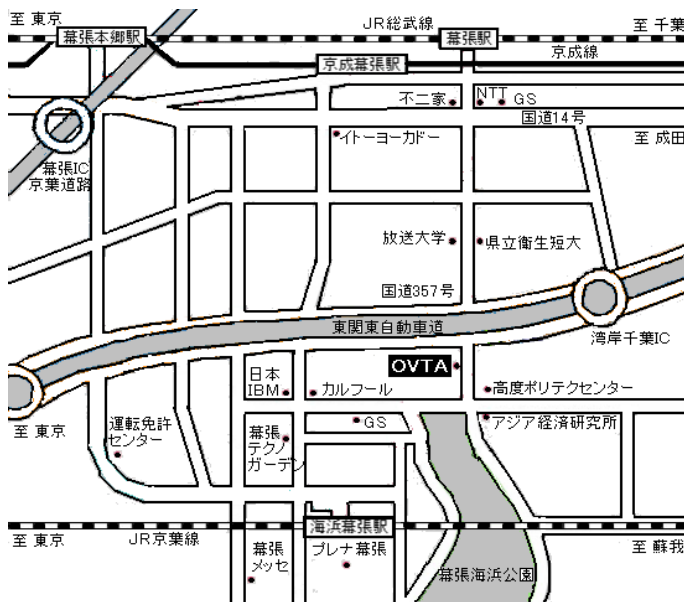 至 東京
JR総武線
至 千葉
幕張本郷駅
幕張駅
京成線
京成幕張駅
不二家
NTT
GS
国道14号
イトーヨーカドー
至 成田
幕張IC
京葉道路
放送大学
県立衛生短大
国道357号
東関東自動車道
湾岸千葉IC
OVTA
日本
IBM
カルフール
高度ポリテクセンター
至 東京
運転免許
センター
幕張
テクノ
ガーデン
GS
アジア経済研究所
海浜幕張駅
至 東京
JR京葉線
幕張
メッセ
プレナ幕張
幕張海浜公園
至 蘇我